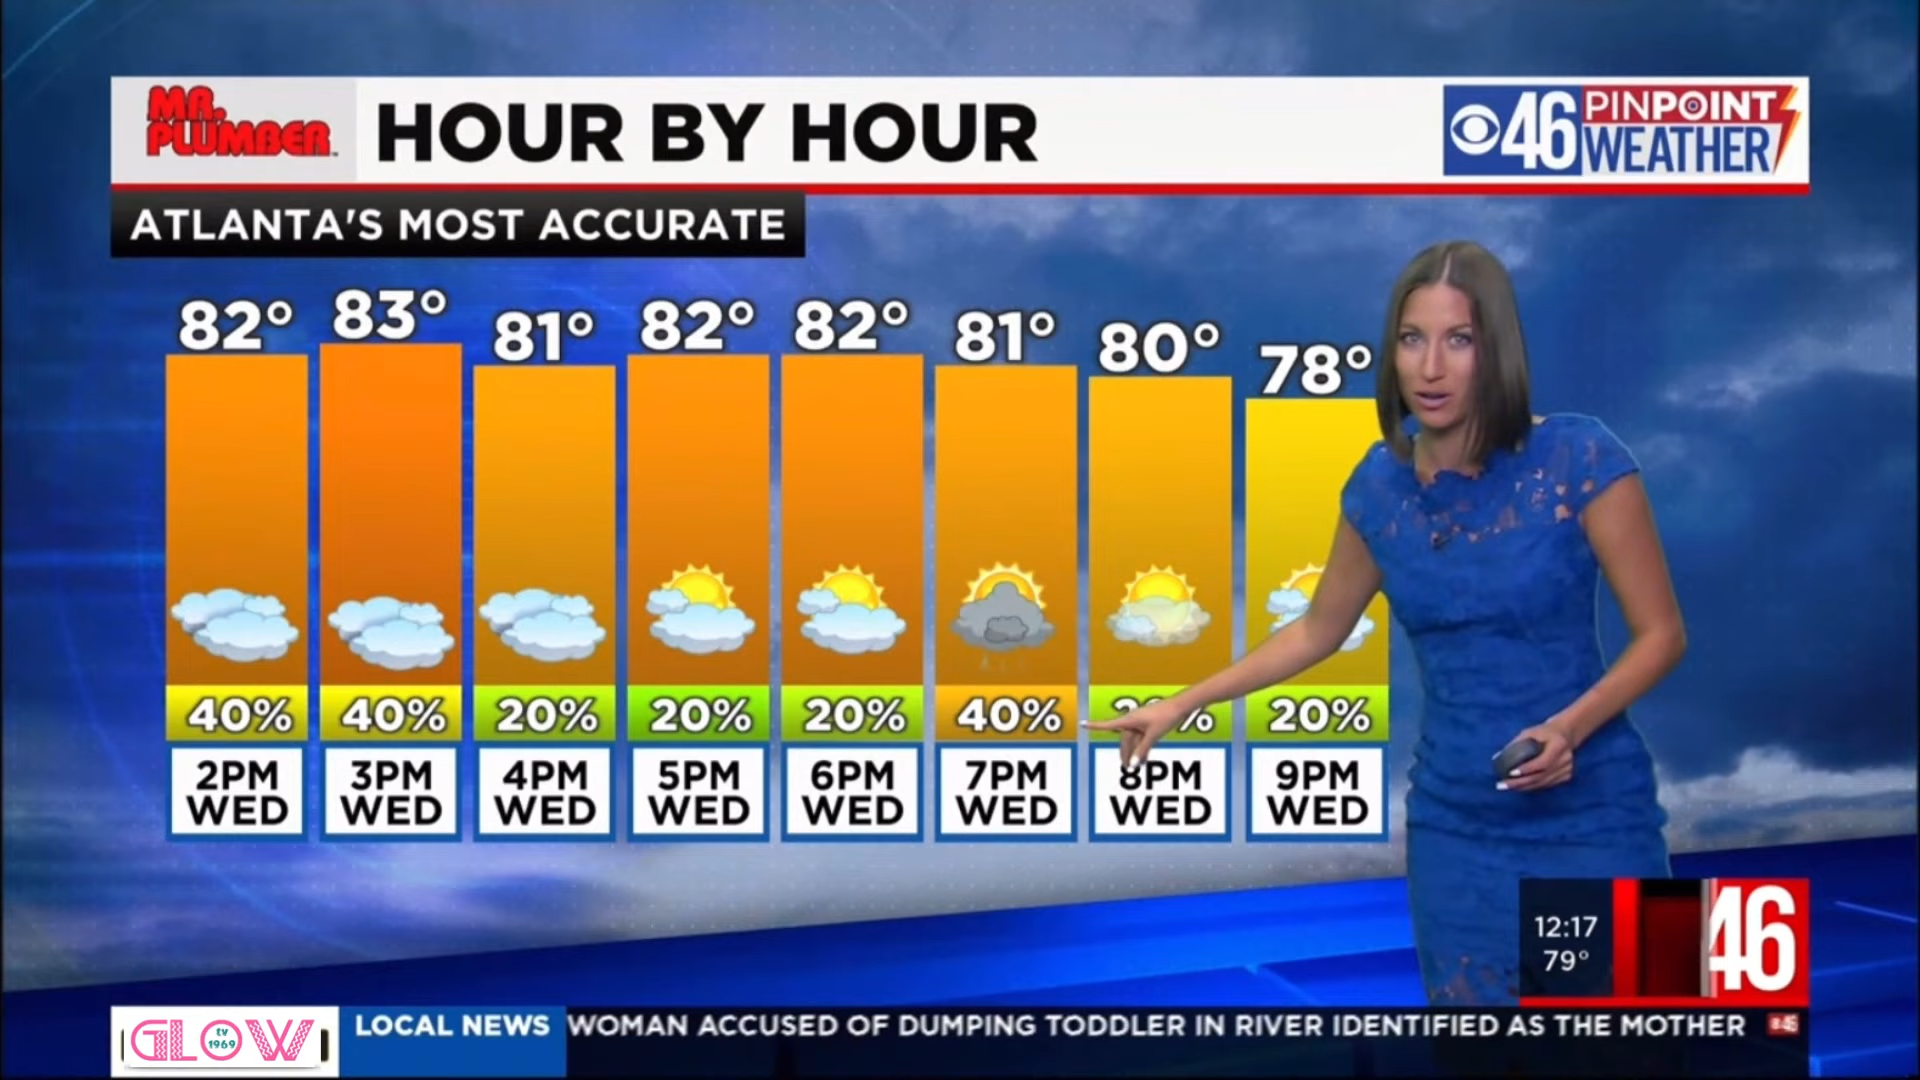 MR.
PLUMBER
HOUR BY HOUR
46 PINPOINT
WEATHER
ATLANTA'S MOST ACCURATE
82° 83° 81° 82° 82° 81° 80° 78°
40% 40% 20% 20% 20% 40% 20%
2PM 3PM 4PM 5PM 6PM 7PM 8PM 9PM
WED WED WED WED WED WED WED WED
12:17
79°
46
GLOW
tv
1969
LOCAL NEWS WOMAN ACCUSED OF DUMPING TODDLER IN RIVER IDENTIFIED AS THE MOTHER